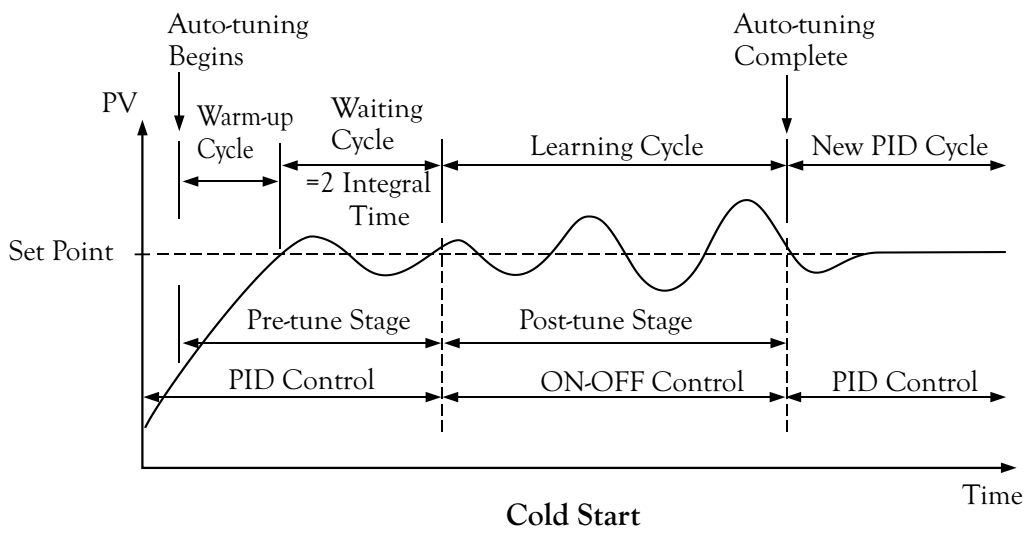 Auto-tuning
Begins
Auto-tuning
Complete
PV
Warm-up
Cycle
Waiting
Cycle
=2 Integral
Time
Learning Cycle
New PID Cycle
Set Point
Pre-tune Stage
Post-tune Stage
PID Control
ON-OFF Control
PID Control
Time
Cold Start